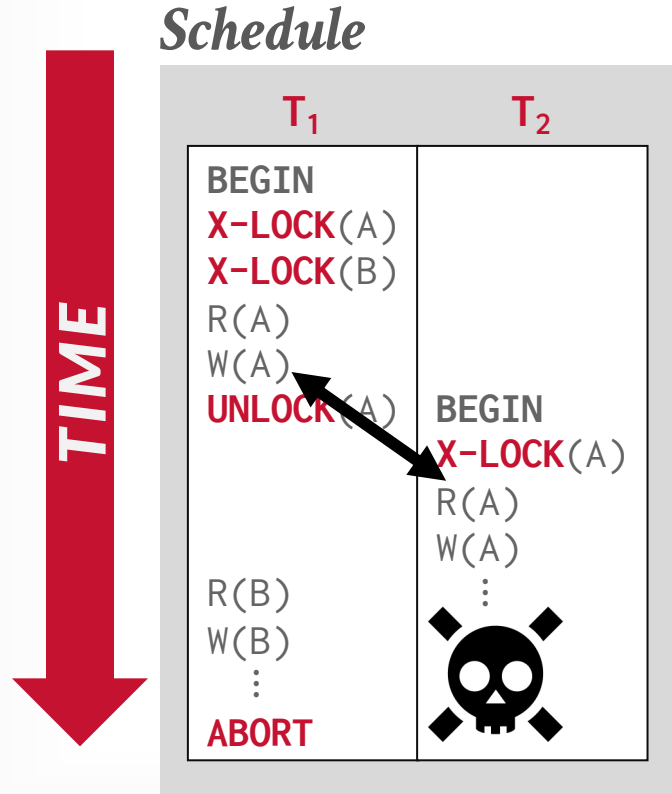 Schedule
TIME
T₁ T₂
BEGIN
X-LOCK(A)
X-LOCK(B)
R(A)
W(A)
UNLOCK(A) BEGIN
X-LOCK(A)
R(A)
W(A)
⋮
R(B)
W(B)
⋮
ABORT